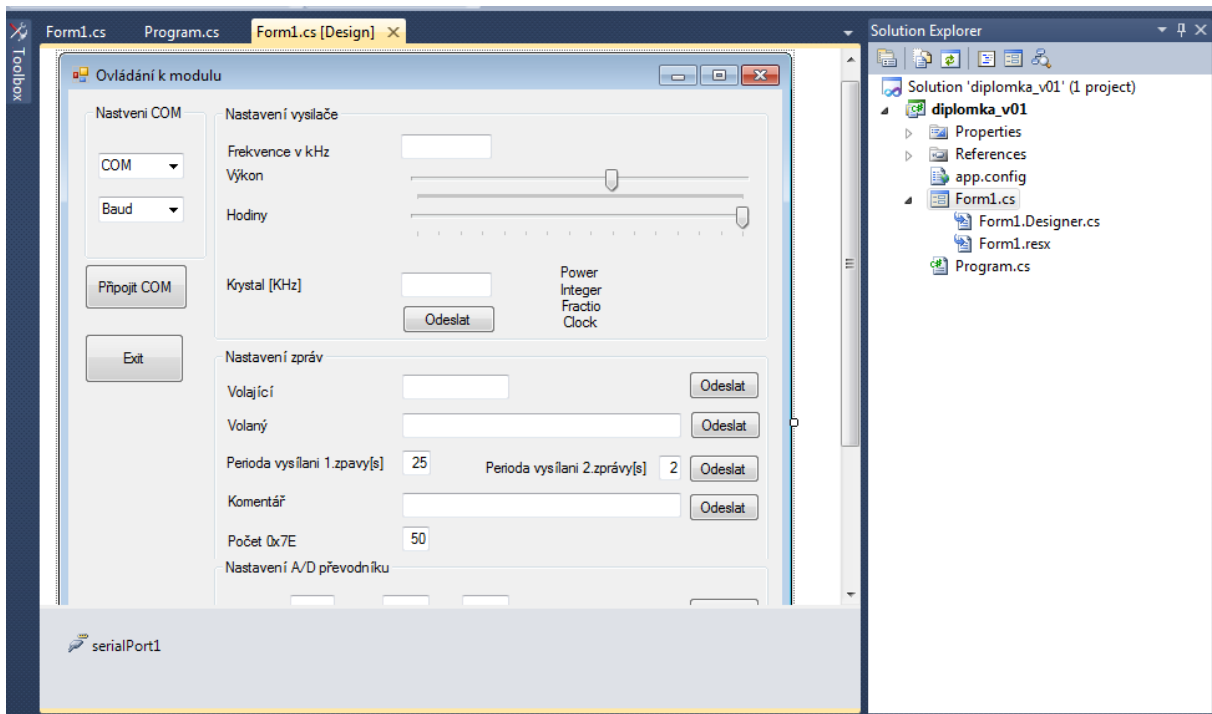 Form1.cs Program.cs Form1.cs [Design]
Toolbox
Ovládání k modulu
Nastveni COM
COM
Baud
Připojit COM
Exit
Nastavení vysilače
Frekvence v kHz
Výkon
Hodiny
Krystal [KHz]
Odeslat
Power
Integer
Fractio
Clock
Nastavení zpráv
Volající
Odeslat
Volaný
Odeslat
Perioda vysílani 1.zpavy[s] 25 Perioda vysílani 2.zprávy[s] 2 Odeslat
Komentář
Odeslat
Počet 0x7E 50
Nastavení A/D převodníku
serialPort1
Solution Explorer
Solution 'diplomka_v01' (1 project)
diplomka_v01
Properties
References
app.config
Form1.cs
Form1.Designer.cs
Form1.resx
Program.cs